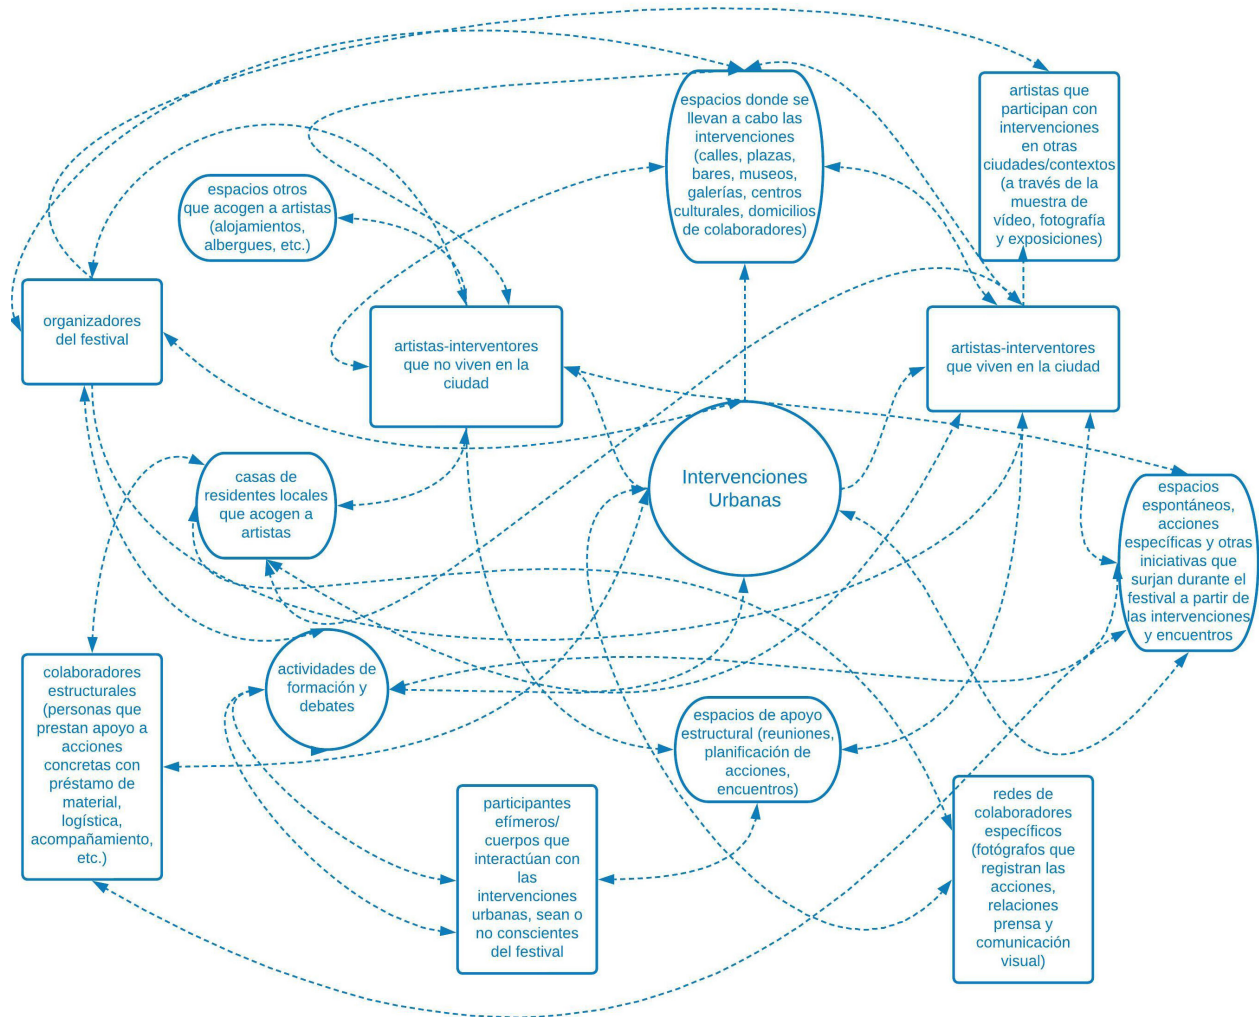 espacios donde se
llevan a cabo las
intervenciones
(calles, plazas,
bares, museos,
galerías, centros
culturales, domicilios
de colaboradores)
artistas que
participan con
intervenciones
en otras
ciudades/contextos
(a través de la
muestra de
vídeo, fotografía
y exposiciones)
espacios otros
que acogen a artistas
(alojamientos,
albergues, etc.)
organizadores
del festival
artistas-interventores
que no viven en la
ciudad
artistas-interventores
que viven en la ciudad
casas de
residentes locales
que acogen a
artistas
Intervenciones
Urbanas
espacios
espontáneos,
acciones
específicas y otras
iniciativas que
surjan durante el
festival a partir de
las intervenciones
y encuentros
colaboradores
estructurales
(personas que
prestan apoyo a
acciones
concretas con
préstamo de
material,
logística,
acompañamiento,
etc.)
actividades de
formación y
debates
espacios de apoyo
estructural (reuniones,
planificación de
acciones,
encuentros)
participantes
efímeros/
cuerpos que
interactúan con
las
intervenciones
urbanas, sean o
no conscientes
del festival
redes de
colaboradores
específicos
(fotógrafos que
registran las
acciones,
relaciones
prensa y
comunicación
visual)